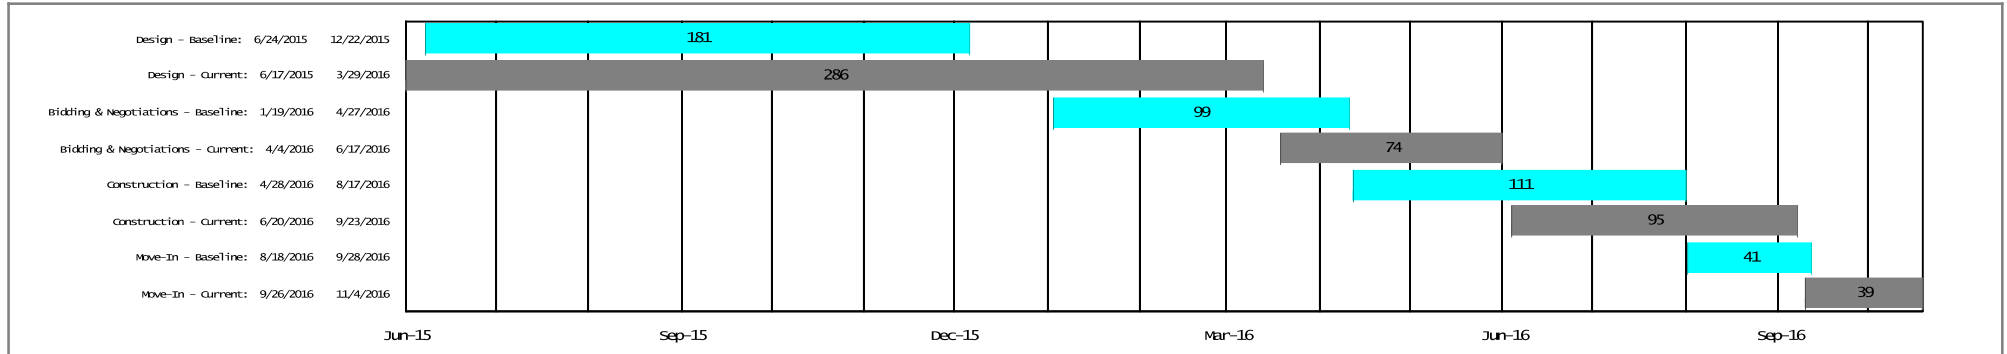 Design - Baseline: 6/24/2015 12/22/2015 181
Design - Current: 6/17/2015 3/29/2016 286
Bidding & Negotiations - Baseline: 1/19/2016 4/27/2016 99
Bidding & Negotiations - Current: 4/4/2016 6/17/2016 74
Construction - Baseline: 4/28/2016 8/17/2016 111
Construction - Current: 6/20/2016 9/23/2016 95
Move-In - Baseline: 8/18/2016 9/28/2016 41
Move-In - Current: 9/26/2016 11/4/2016 39
Jun-15 Sep-15 Dec-15 Mar-16 Jun-16 Sep-16